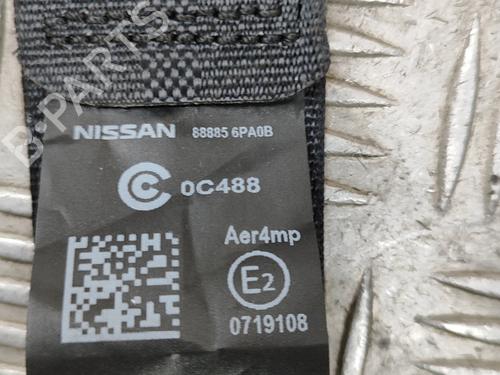 B-PARTS
NISSAN 88885 6PA0B
C 0C488
Aer4mp
E2
0719108